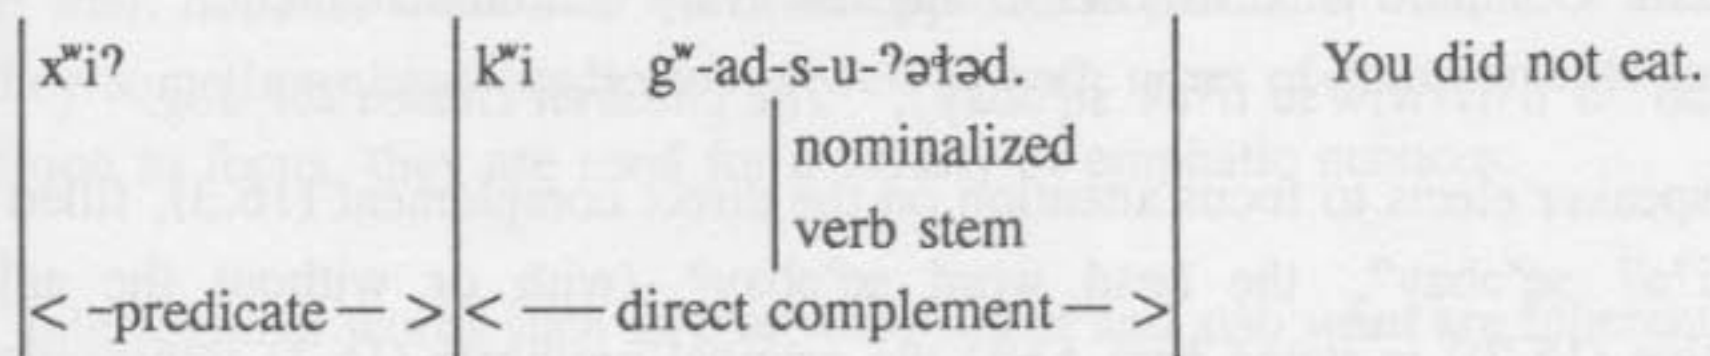 xʷiʔ kʷi gʷ-ad-s-u-ʔəɬəd. You did not eat.
nominalized
verb stem
< -predicate— > < — direct complement— >